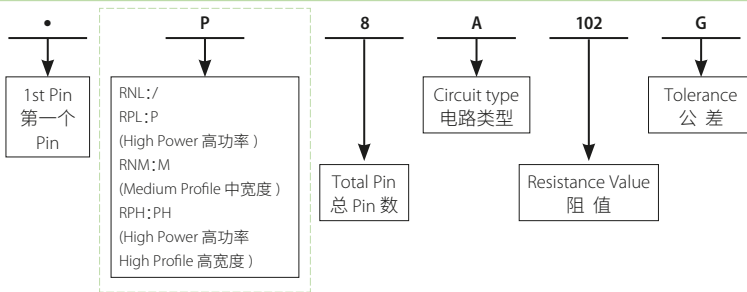 • P 8 A 102 G
1st Pin
第一个
Pin
RNL:/
RPL:P
(High Power 高功率 )
RNM:M
(Medium Profile 中宽度 )
RPH:PH
(High Power 高功率
High Profile 高宽度 )
Total Pin
总 Pin 数
Circuit type
电路类型
Resistance Value
阻 值
Tolerance
公 差